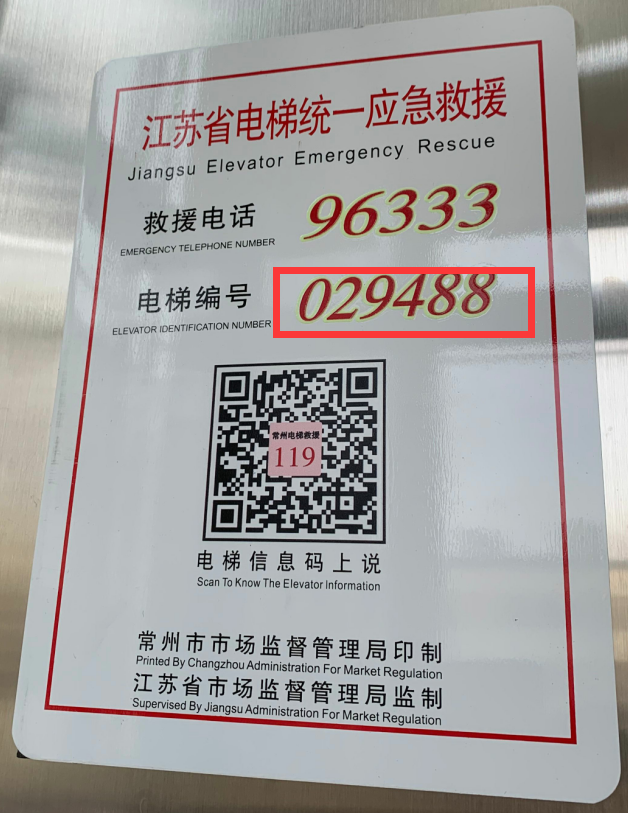 江苏省电梯统一应急救援
Jiangsu Elevator Emergency Rescue
救援电话 96333
EMERGENCY TELEPHONE NUMBER
电梯编号 029488
ELEVATOR IDENTIFICATION NUMBER
常州电梯救援
119
电梯信息码上说
Scan To Know The Elevator Information
常州市市场监督管理局印制
Printed By Changzhou Administration For Market Regulation
江苏省市场监督管理局监制
Supervised By Jiangsu Administration For Market Regulation